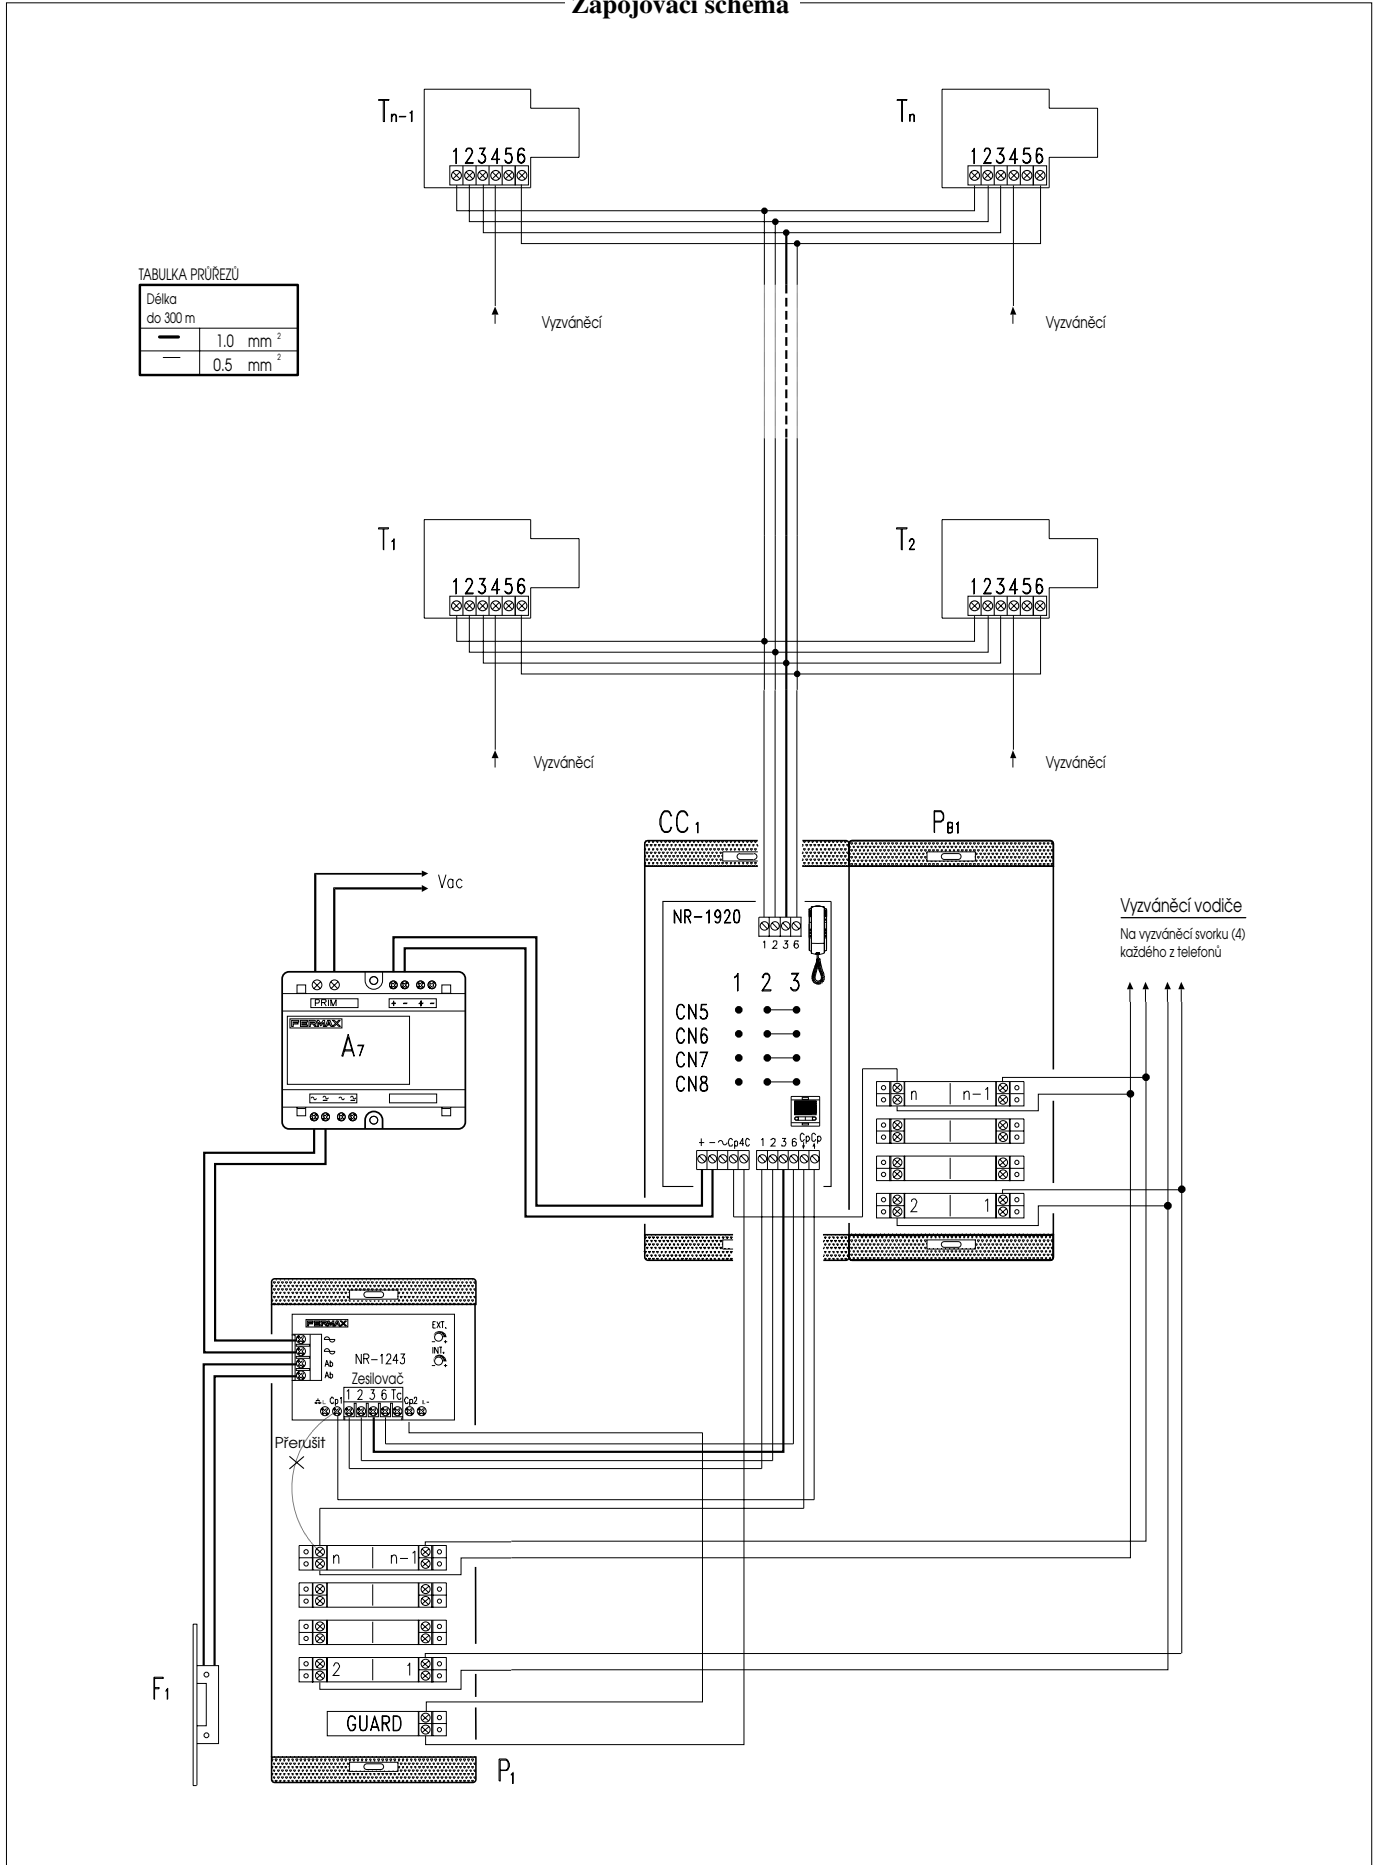 Zapojovací schéma
Tn-1
123456
Tn
123456
TABULKA PRŮŘEZŮ
Délka
do 300 m
1.0 mm 2
0.5 mm 2
Vyzváněcí
Vyzváněcí
T1
123456
T2
123456
Vyzváněcí
Vyzváněcí
CC1
PB1
Vac
NR-1920
1 2 3 6
Vyzváněcí vodiče
Na vyzváněcí svorku (4)
každého z telefonů
1 2 3
CN5
CN6
CN7
CN8
PRIM
+ - + -
FERMAX
A7
n n-1
+ - ~ Cp4C 1 2 3 6 Cp Cp
2 1
FERMAX
EXT.
- +
INT.
- +
Ab
Ab
NR-1243
Zesilovač
Cp1 1 2 3 6 Tc Cp2 L-
Přerušit
n n-1
2 1
F1
GUARD
P1